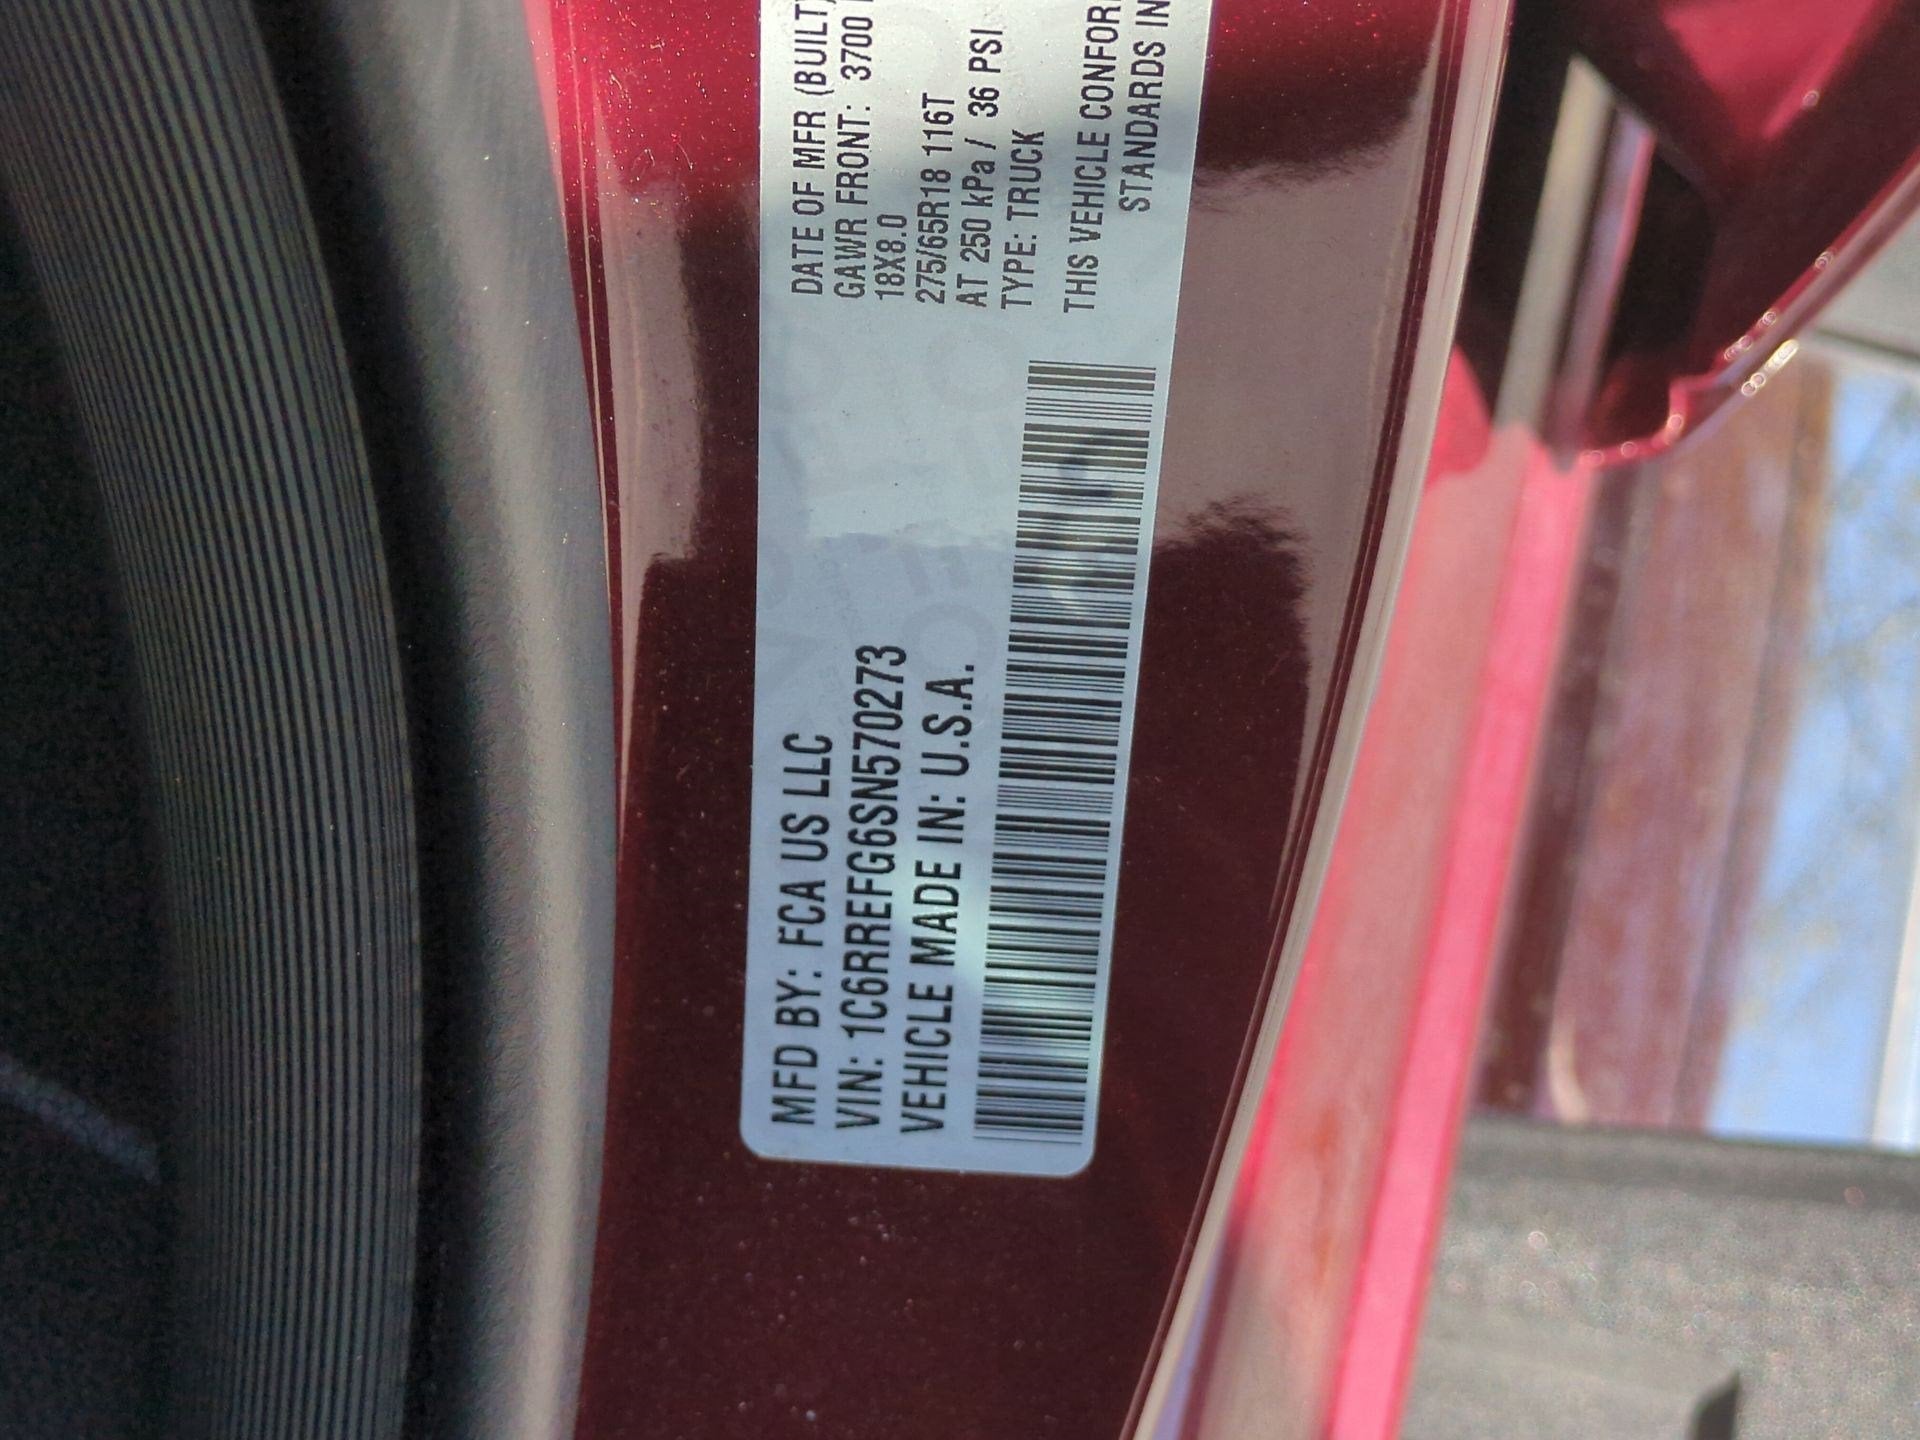 MFD BY: FCA US LLC
VIN: 1C6RREFG6SN570273
VEHICLE MADE IN: U.S.A.
DATE OF MFR (BUILT)
GAWR FRONT: 3700
18X8.0
275/65R18 116T
AT 250 kPa / 36 PSI
TYPE: TRUCK
THIS VEHICLE CONFOR
STANDARDS IN